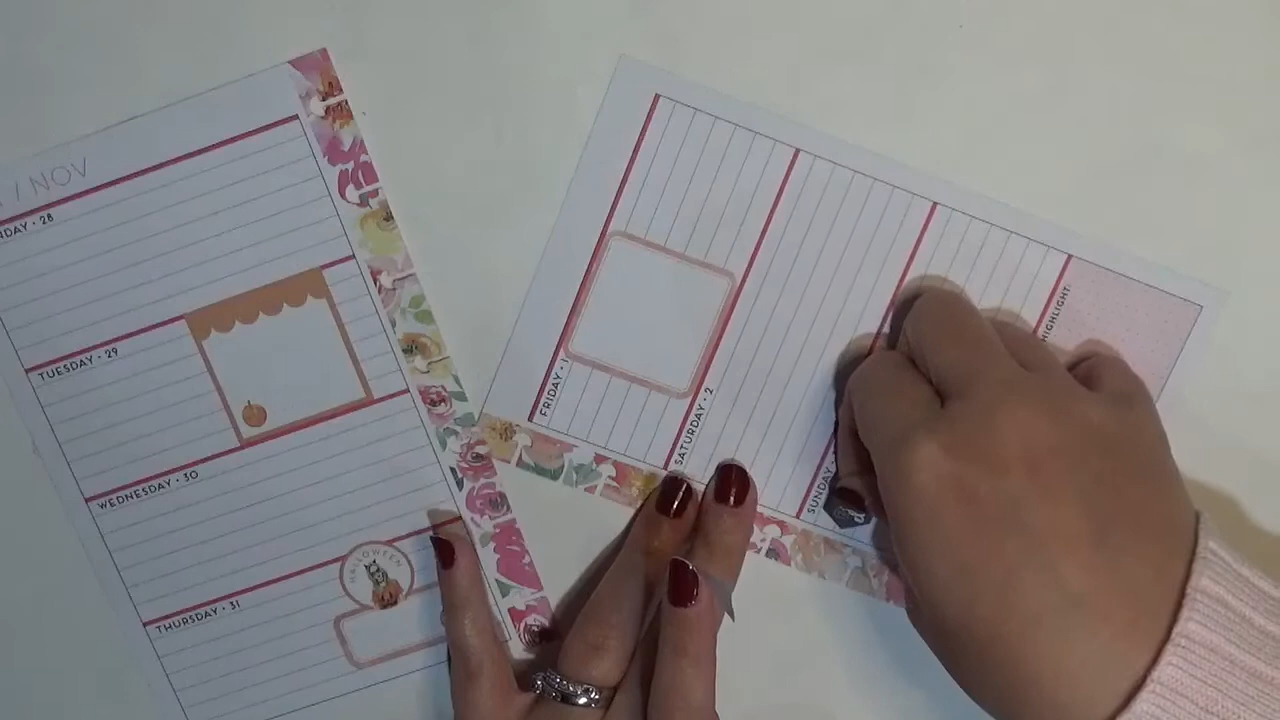 / NOV
DAY • 28
TUESDAY • 29
WEDNESDAY • 30
HALLOWEEN
THURSDAY • 31
FRIDAY • 1
SATURDAY • 2
SUNDAY
HIGHLIGHT